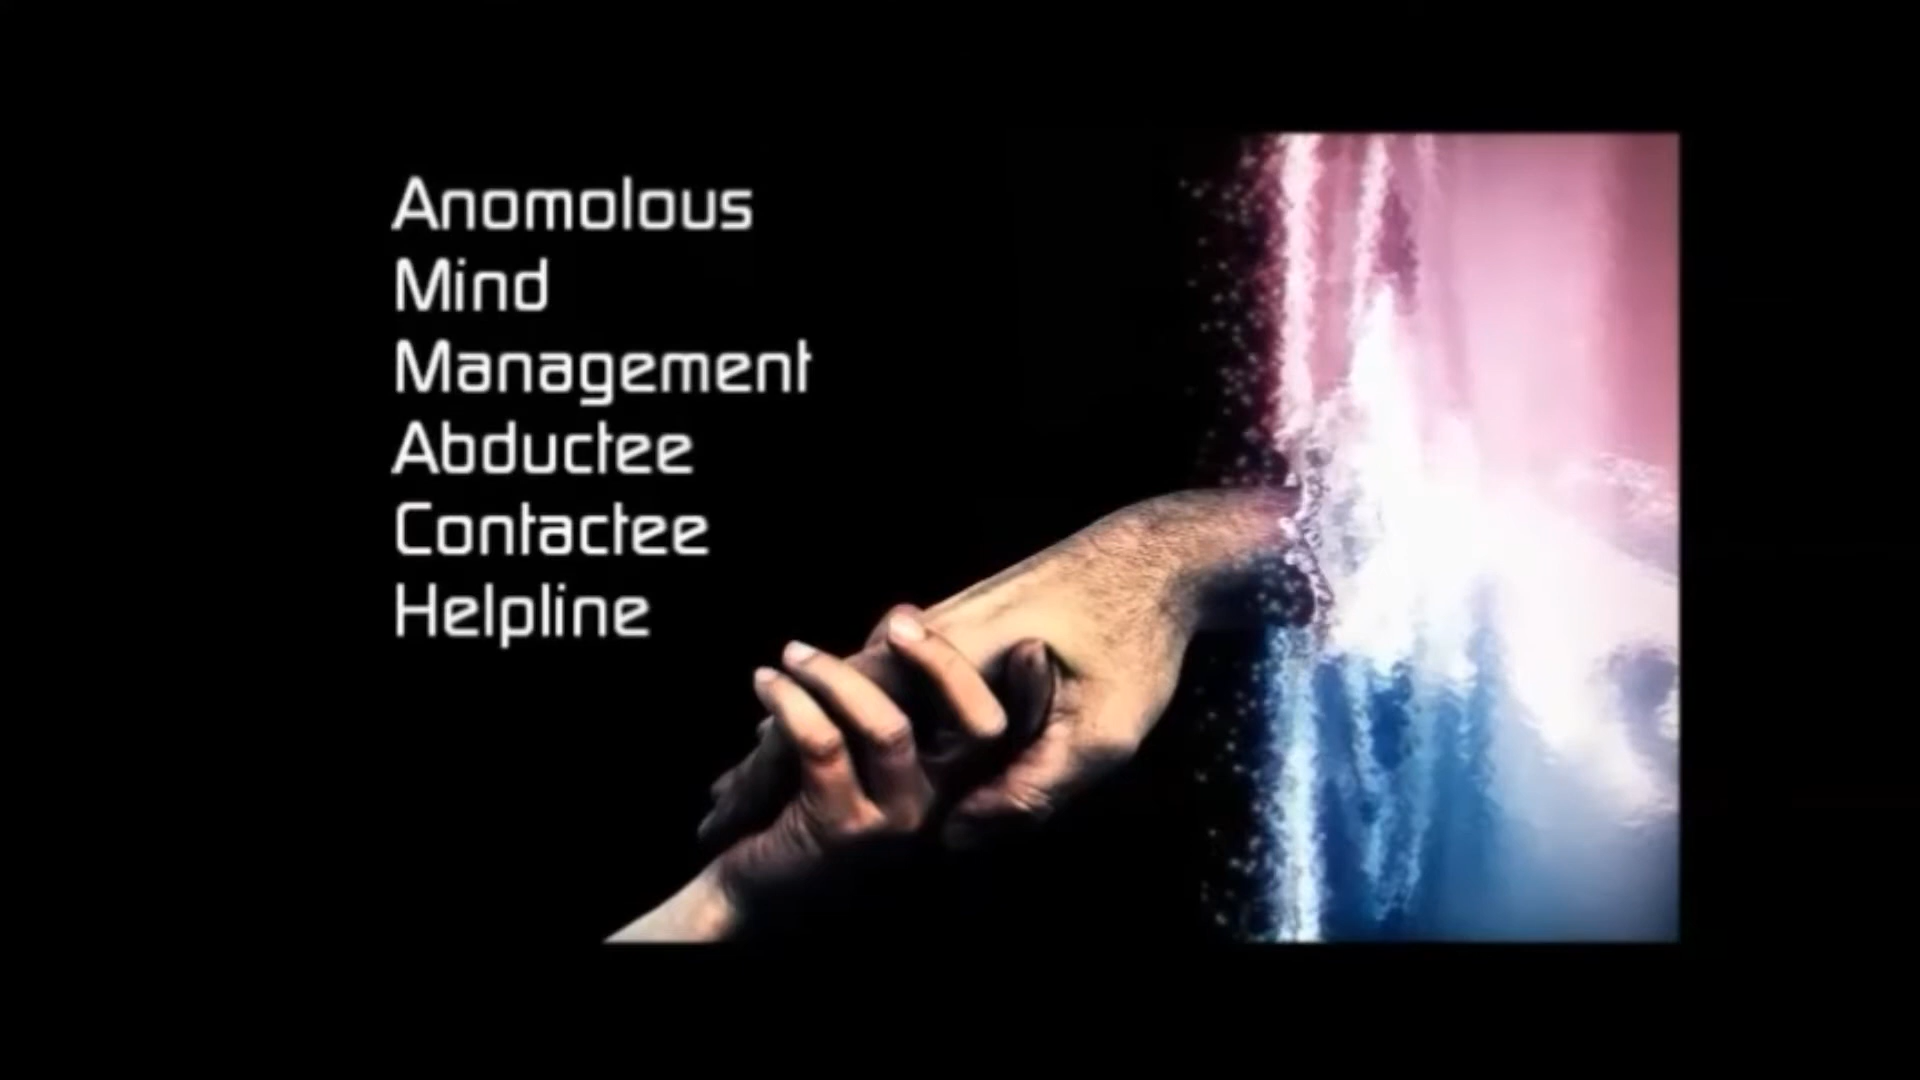 Anomolous
Mind
Management
Abductee
Contactee
Helpline